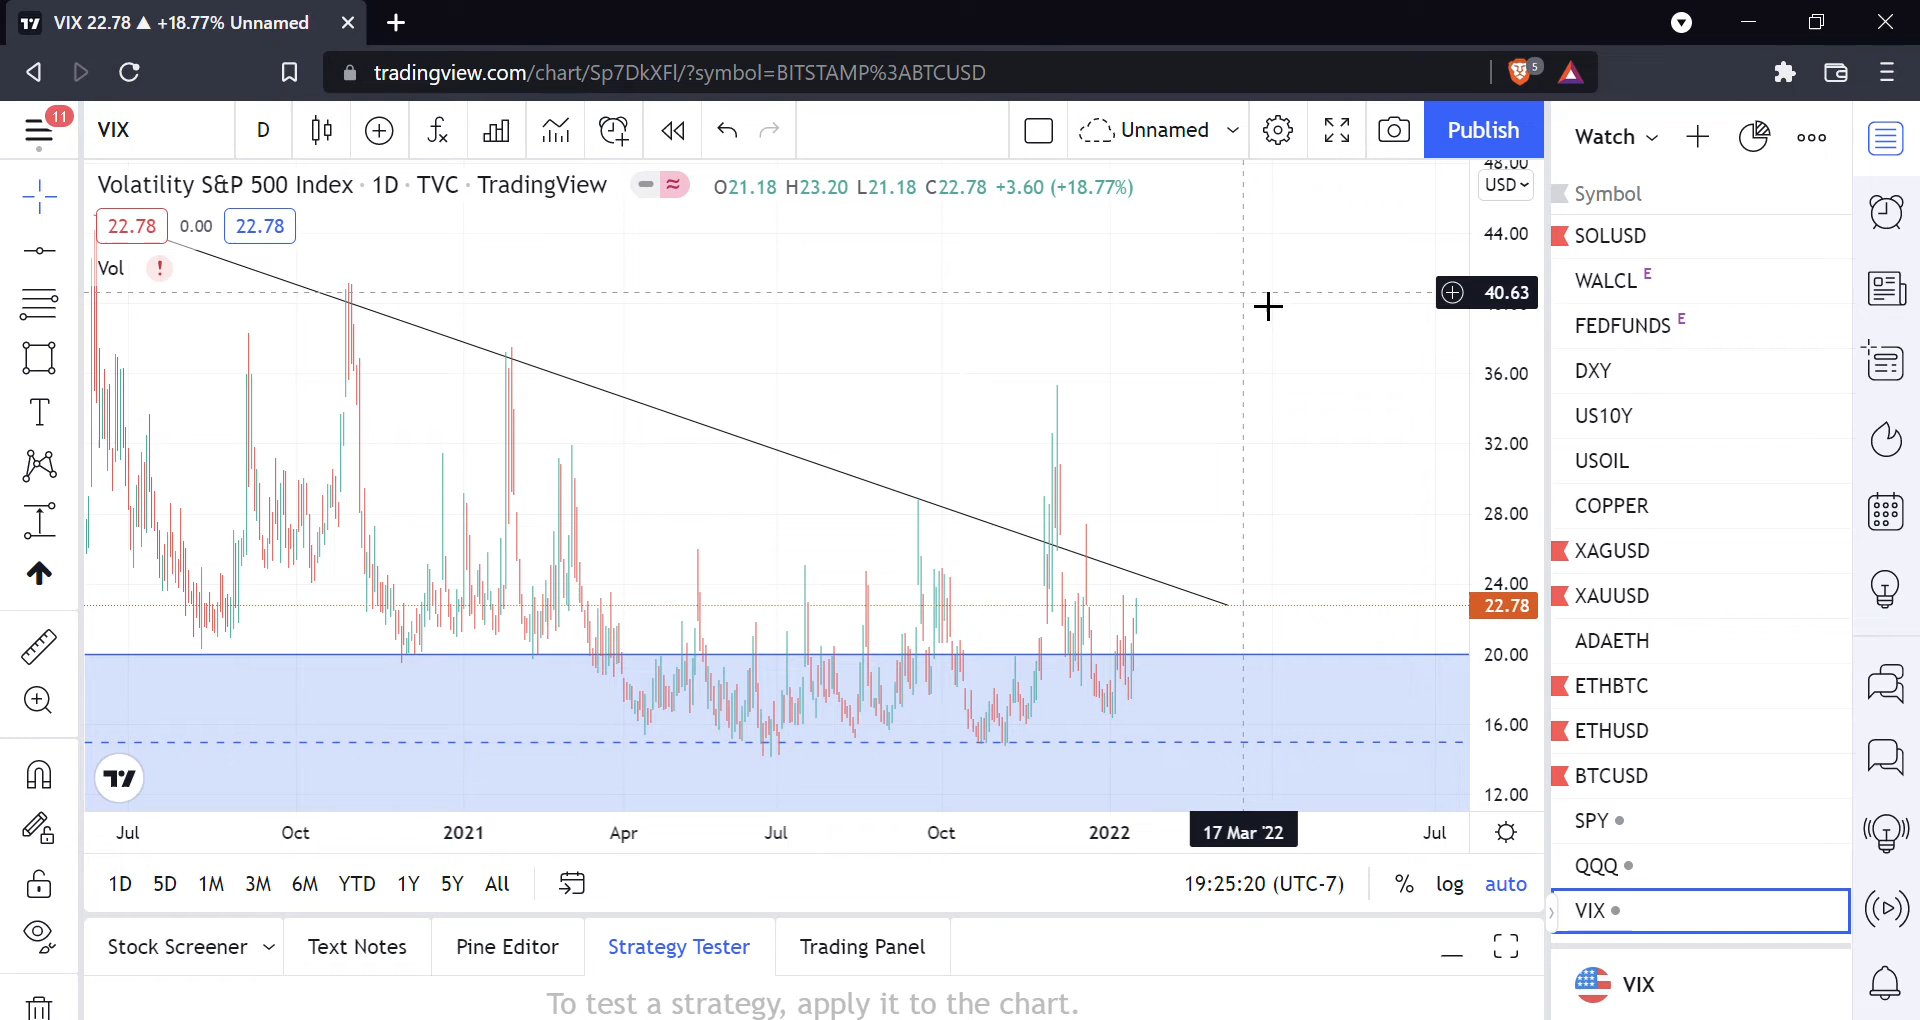 VIX 22.78 ▲ +18.77% Unnamed
tradingview.com/chart/Sp7DkXFl/?symbol=BITSTAMP%3ABTCUSD
5
11
VIX
D
Unnamed
Publish
Watch
Volatility S&P 500 Index · 1D · TVC · TradingView
O21.18 H23.20 L21.18 C22.78 +3.60 (+18.77%)
22.78 0.00 22.78
Vol !
48.00
USD
44.00
40.63
36.00
32.00
28.00
24.00
22.78
20.00
16.00
12.00
Jul Oct 2021 Apr Jul Oct 2022 17 Mar '22 Jul
1D 5D 1M 3M 6M YTD 1Y 5Y All
19:25:20 (UTC-7) % log auto
Stock Screener Text Notes Pine Editor Strategy Tester Trading Panel
To test a strategy, apply it to the chart.
Symbol
SOLUSD
WALCL E
FEDFUNDS E
DXY
US10Y
USOIL
COPPER
XAGUSD
XAUUSD
ADAETH
ETHBTC
ETHUSD
BTCUSD
SPY
QQQ
VIX
VIX